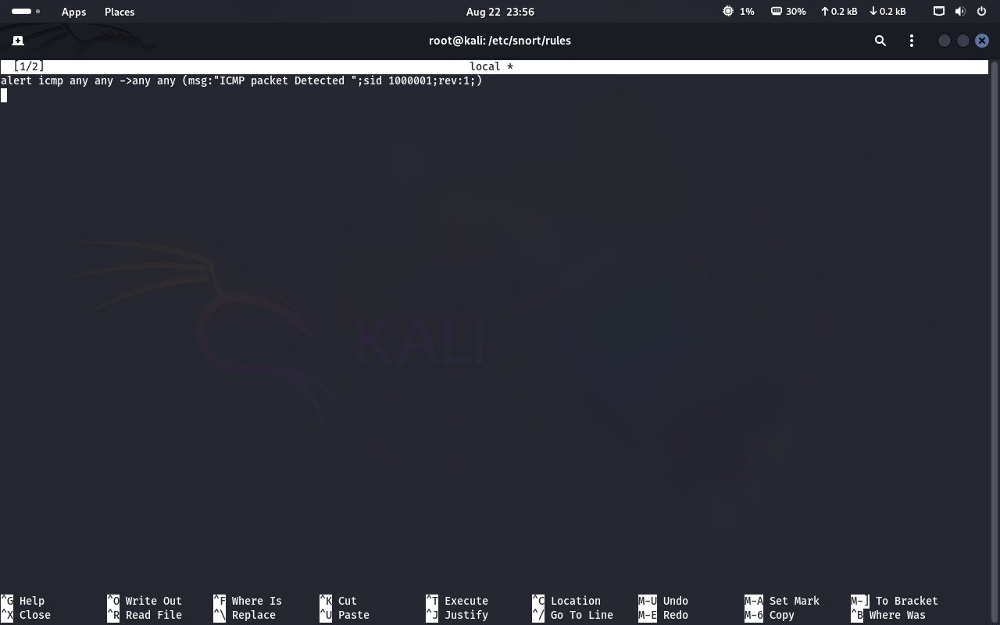 Apps Places Aug 22 23:56 1% 30% 0.2 kB 0.2 kB
root@kali: /etc/snort/rules
[1/2] local *
alert icmp any any ->any any (msg:"ICMP packet Detected ";sid 1000001;rev:1;)
KALI
^G Help ^O Write Out ^F Where Is ^K Cut ^T Execute ^C Location M-U Undo M-A Set Mark M-] To Bracket
^X Close ^R Read File ^\ Replace ^U Paste ^J Justify ^/ Go To Line M-E Redo M-6 Copy ^B Where Was